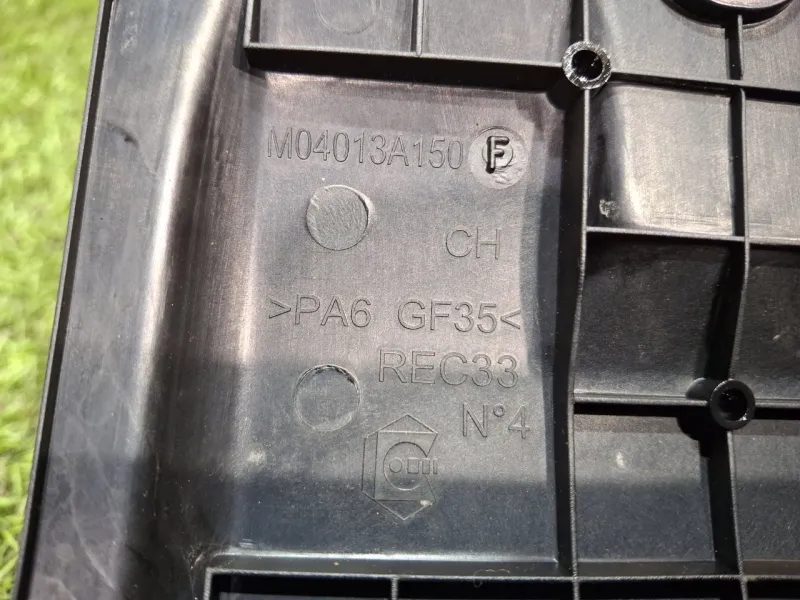 M04013A150 F
CH
>PA6 GF35<
REC33
N°4